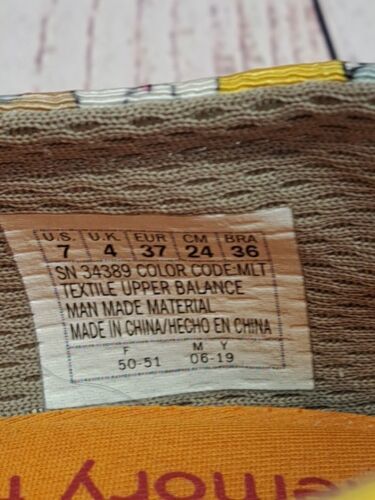 U.S. U.K. EUR CM BRA
7 4 37 24 36
SN 34389 COLOR CODE:MLT
TEXTILE UPPER BALANCE
MAN MADE MATERIAL
MADE IN CHINA/HECHO EN CHINA
F M Y
50-51 06-19
emory f